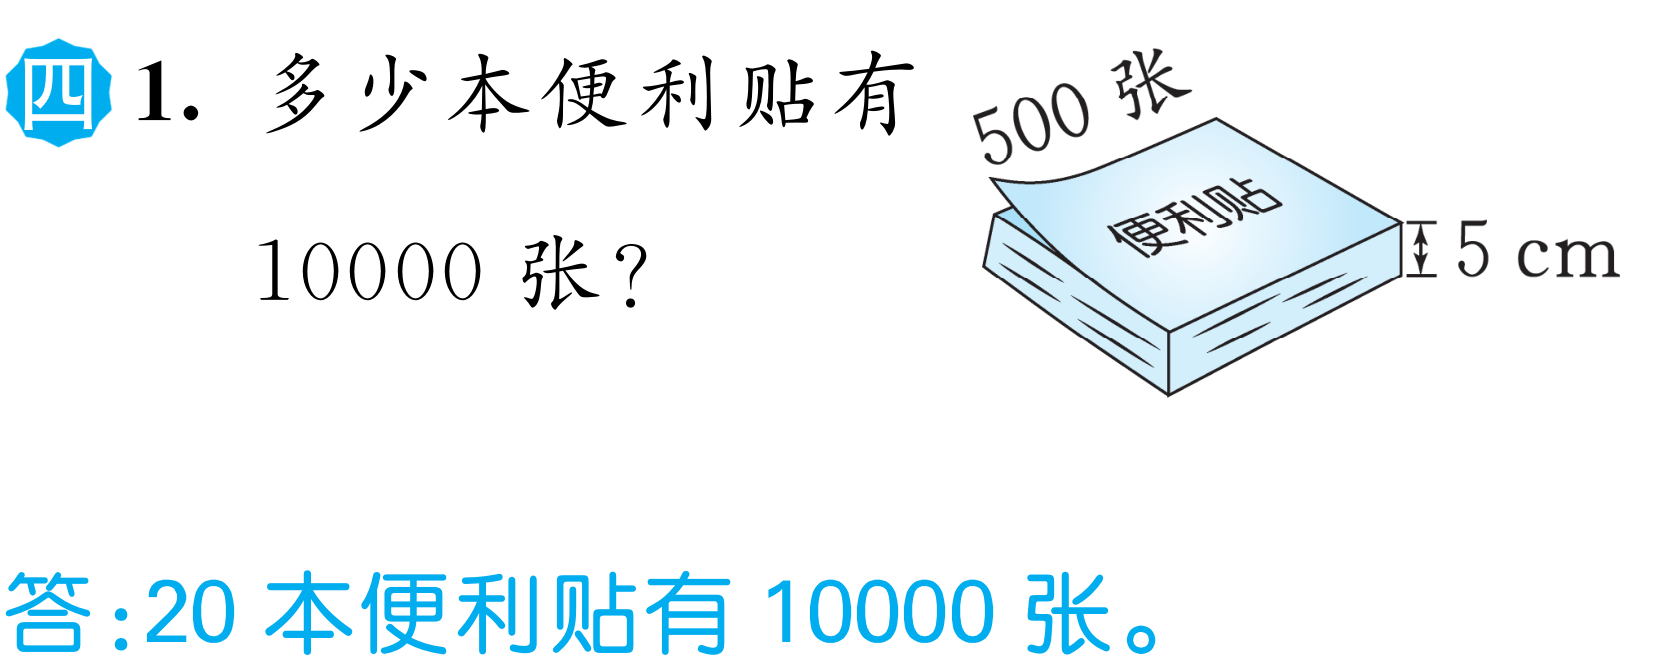 四 1. 多少本便利贴有
10000 张?
500 张
便利贴
5 cm
答:20 本便利贴有 10000 张。